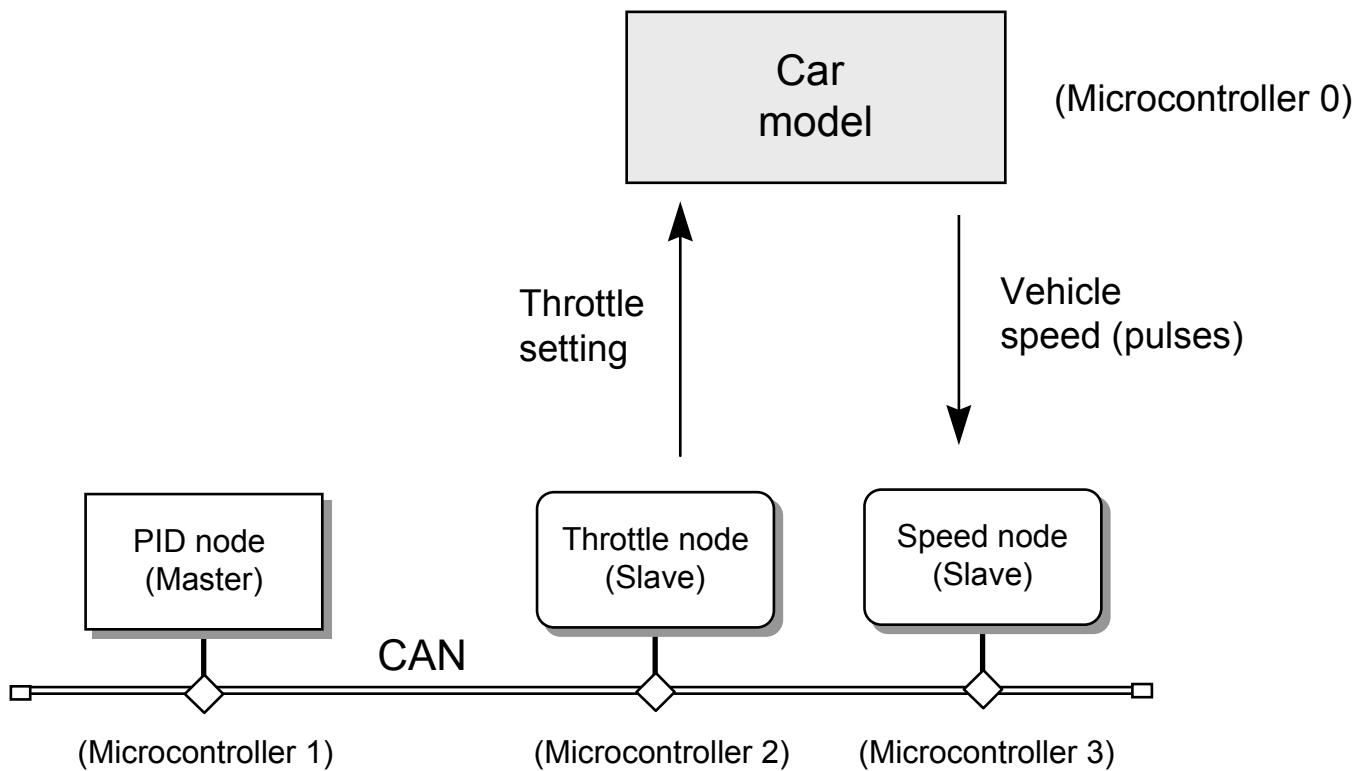 Car
model
(Microcontroller 0)
Throttle
setting
Vehicle
speed (pulses)
PID node
(Master)
Throttle node
(Slave)
Speed node
(Slave)
CAN
(Microcontroller 1)
(Microcontroller 2)
(Microcontroller 3)